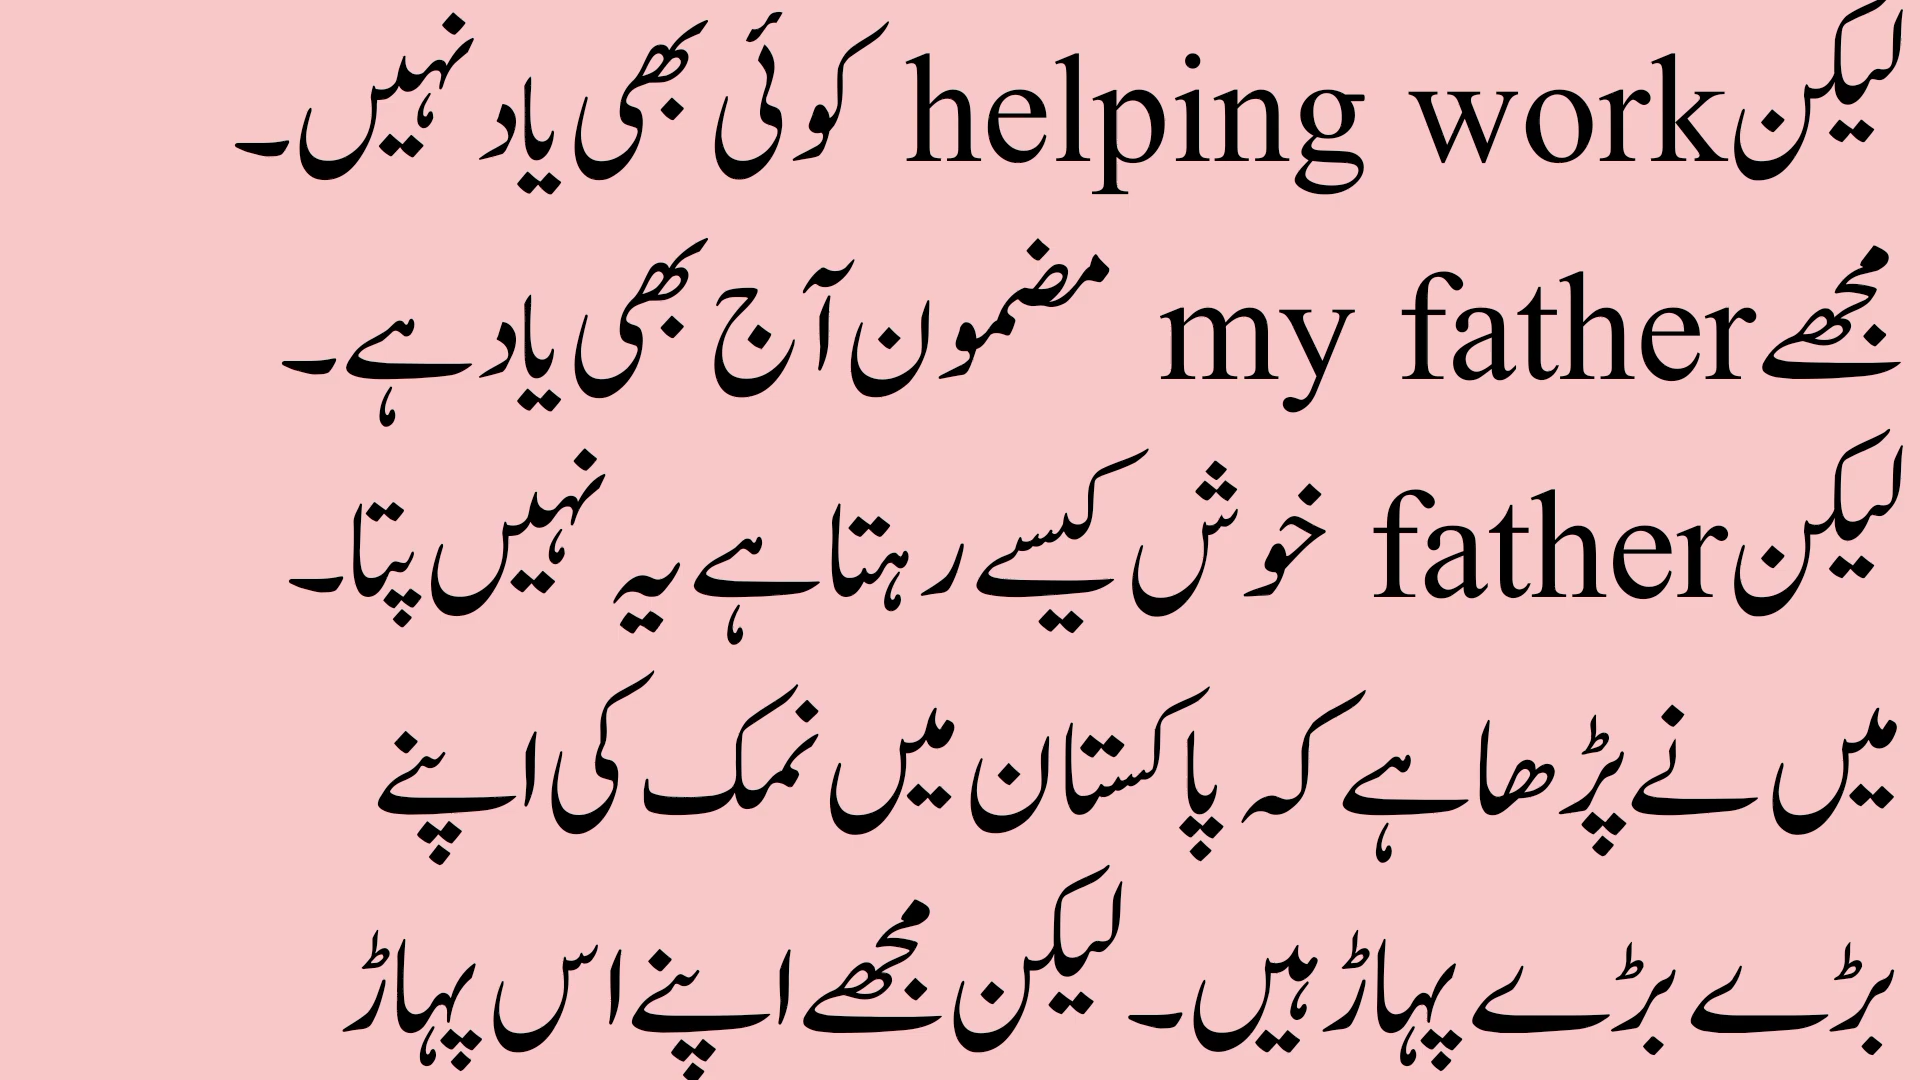 لیکن helping work کوئی بھی یاد نہیں۔
مجھے my father مضمون آج بھی یاد ہے۔
لیکن father خوش کیسے رہتا ہے یہ نہیں پتا۔
میں نے پڑھا ہے کہ پاکستان میں نمک کی اپنے
بڑے بڑے پہاڑ ہیں۔ لیکن مجھے اپنے اس پہاڑ